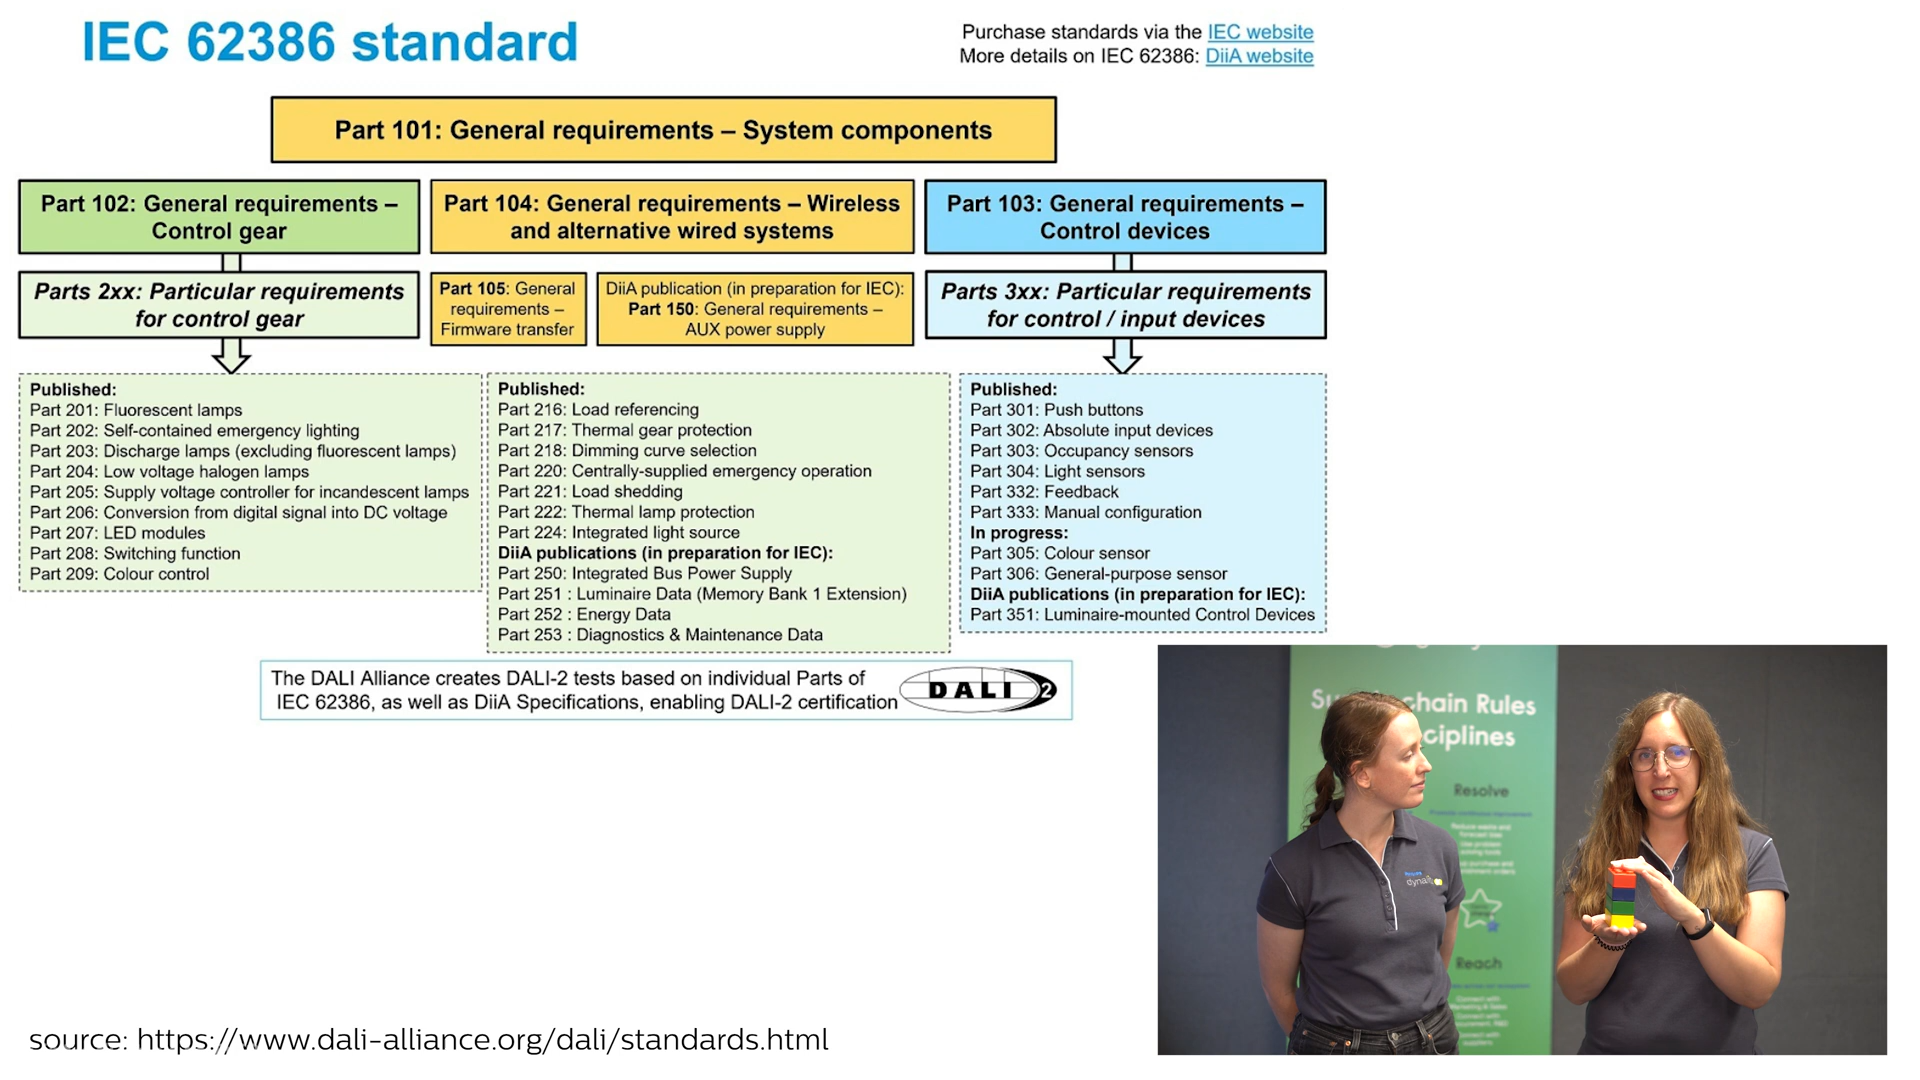 IEC 62386 standard
Purchase standards via the IEC website
More details on IEC 62386: DiiA website
Part 101: General requirements – System components
Part 102: General requirements –
Control gear
Part 104: General requirements – Wireless
and alternative wired systems
Part 103: General requirements –
Control devices
Parts 2xx: Particular requirements
for control gear
Part 105: General
requirements –
Firmware transfer
DiiA publication (in preparation for IEC):
Part 150: General requirements –
AUX power supply
Parts 3xx: Particular requirements
for control / input devices
Published:
Part 201: Fluorescent lamps
Part 202: Self-contained emergency lighting
Part 203: Discharge lamps (excluding fluorescent lamps)
Part 204: Low voltage halogen lamps
Part 205: Supply voltage controller for incandescent lamps
Part 206: Conversion from digital signal into DC voltage
Part 207: LED modules
Part 208: Switching function
Part 209: Colour control
Published:
Part 216: Load referencing
Part 217: Thermal gear protection
Part 218: Dimming curve selection
Part 220: Centrally-supplied emergency operation
Part 221: Load shedding
Part 222: Thermal lamp protection
Part 224: Integrated light source
DiiA publications (in preparation for IEC):
Part 250: Integrated Bus Power Supply
Part 251 : Luminaire Data (Memory Bank 1 Extension)
Part 252 : Energy Data
Part 253 : Diagnostics & Maintenance Data
Published:
Part 301: Push buttons
Part 302: Absolute input devices
Part 303: Occupancy sensors
Part 304: Light sensors
Part 332: Feedback
Part 333: Manual configuration
In progress:
Part 305: Colour sensor
Part 306: General-purpose sensor
DiiA publications (in preparation for IEC):
Part 351: Luminaire-mounted Control Devices
The DALI Alliance creates DALI-2 tests based on individual Parts of
IEC 62386, as well as DiiA Specifications, enabling DALI-2 certification
DALI 2
Rules
Resolve
Reach
source: https://www.dali-alliance.org/dali/standards.html